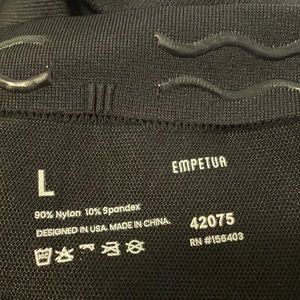 EMPETUA
L
90% Nylon 10% Spandex
DESIGNED IN USA. MADE IN CHINA.
42075
RN #156403